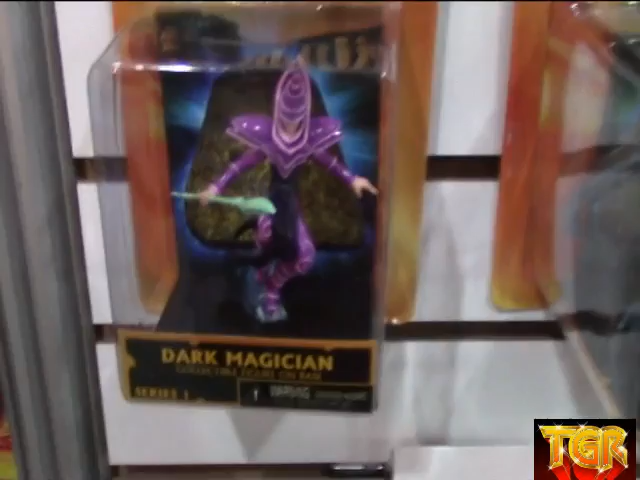 DARK MAGICIAN
COLLECTIBLE FIGURE ON BASE
SERIES 1
TGR